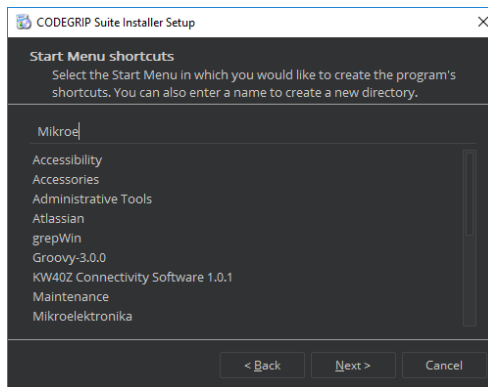 CODEGRIP Suite Installer Setup
Start Menu shortcuts
Select the Start Menu in which you would like to create the program's
shortcuts. You can also enter a name to create a new directory.
Mikroe
Accessibility
Accessories
Administrative Tools
Atlassian
grepWin
Groovy-3.0.0
KW40Z Connectivity Software 1.0.1
Maintenance
Mikroelektronika
< Back
Next >
Cancel